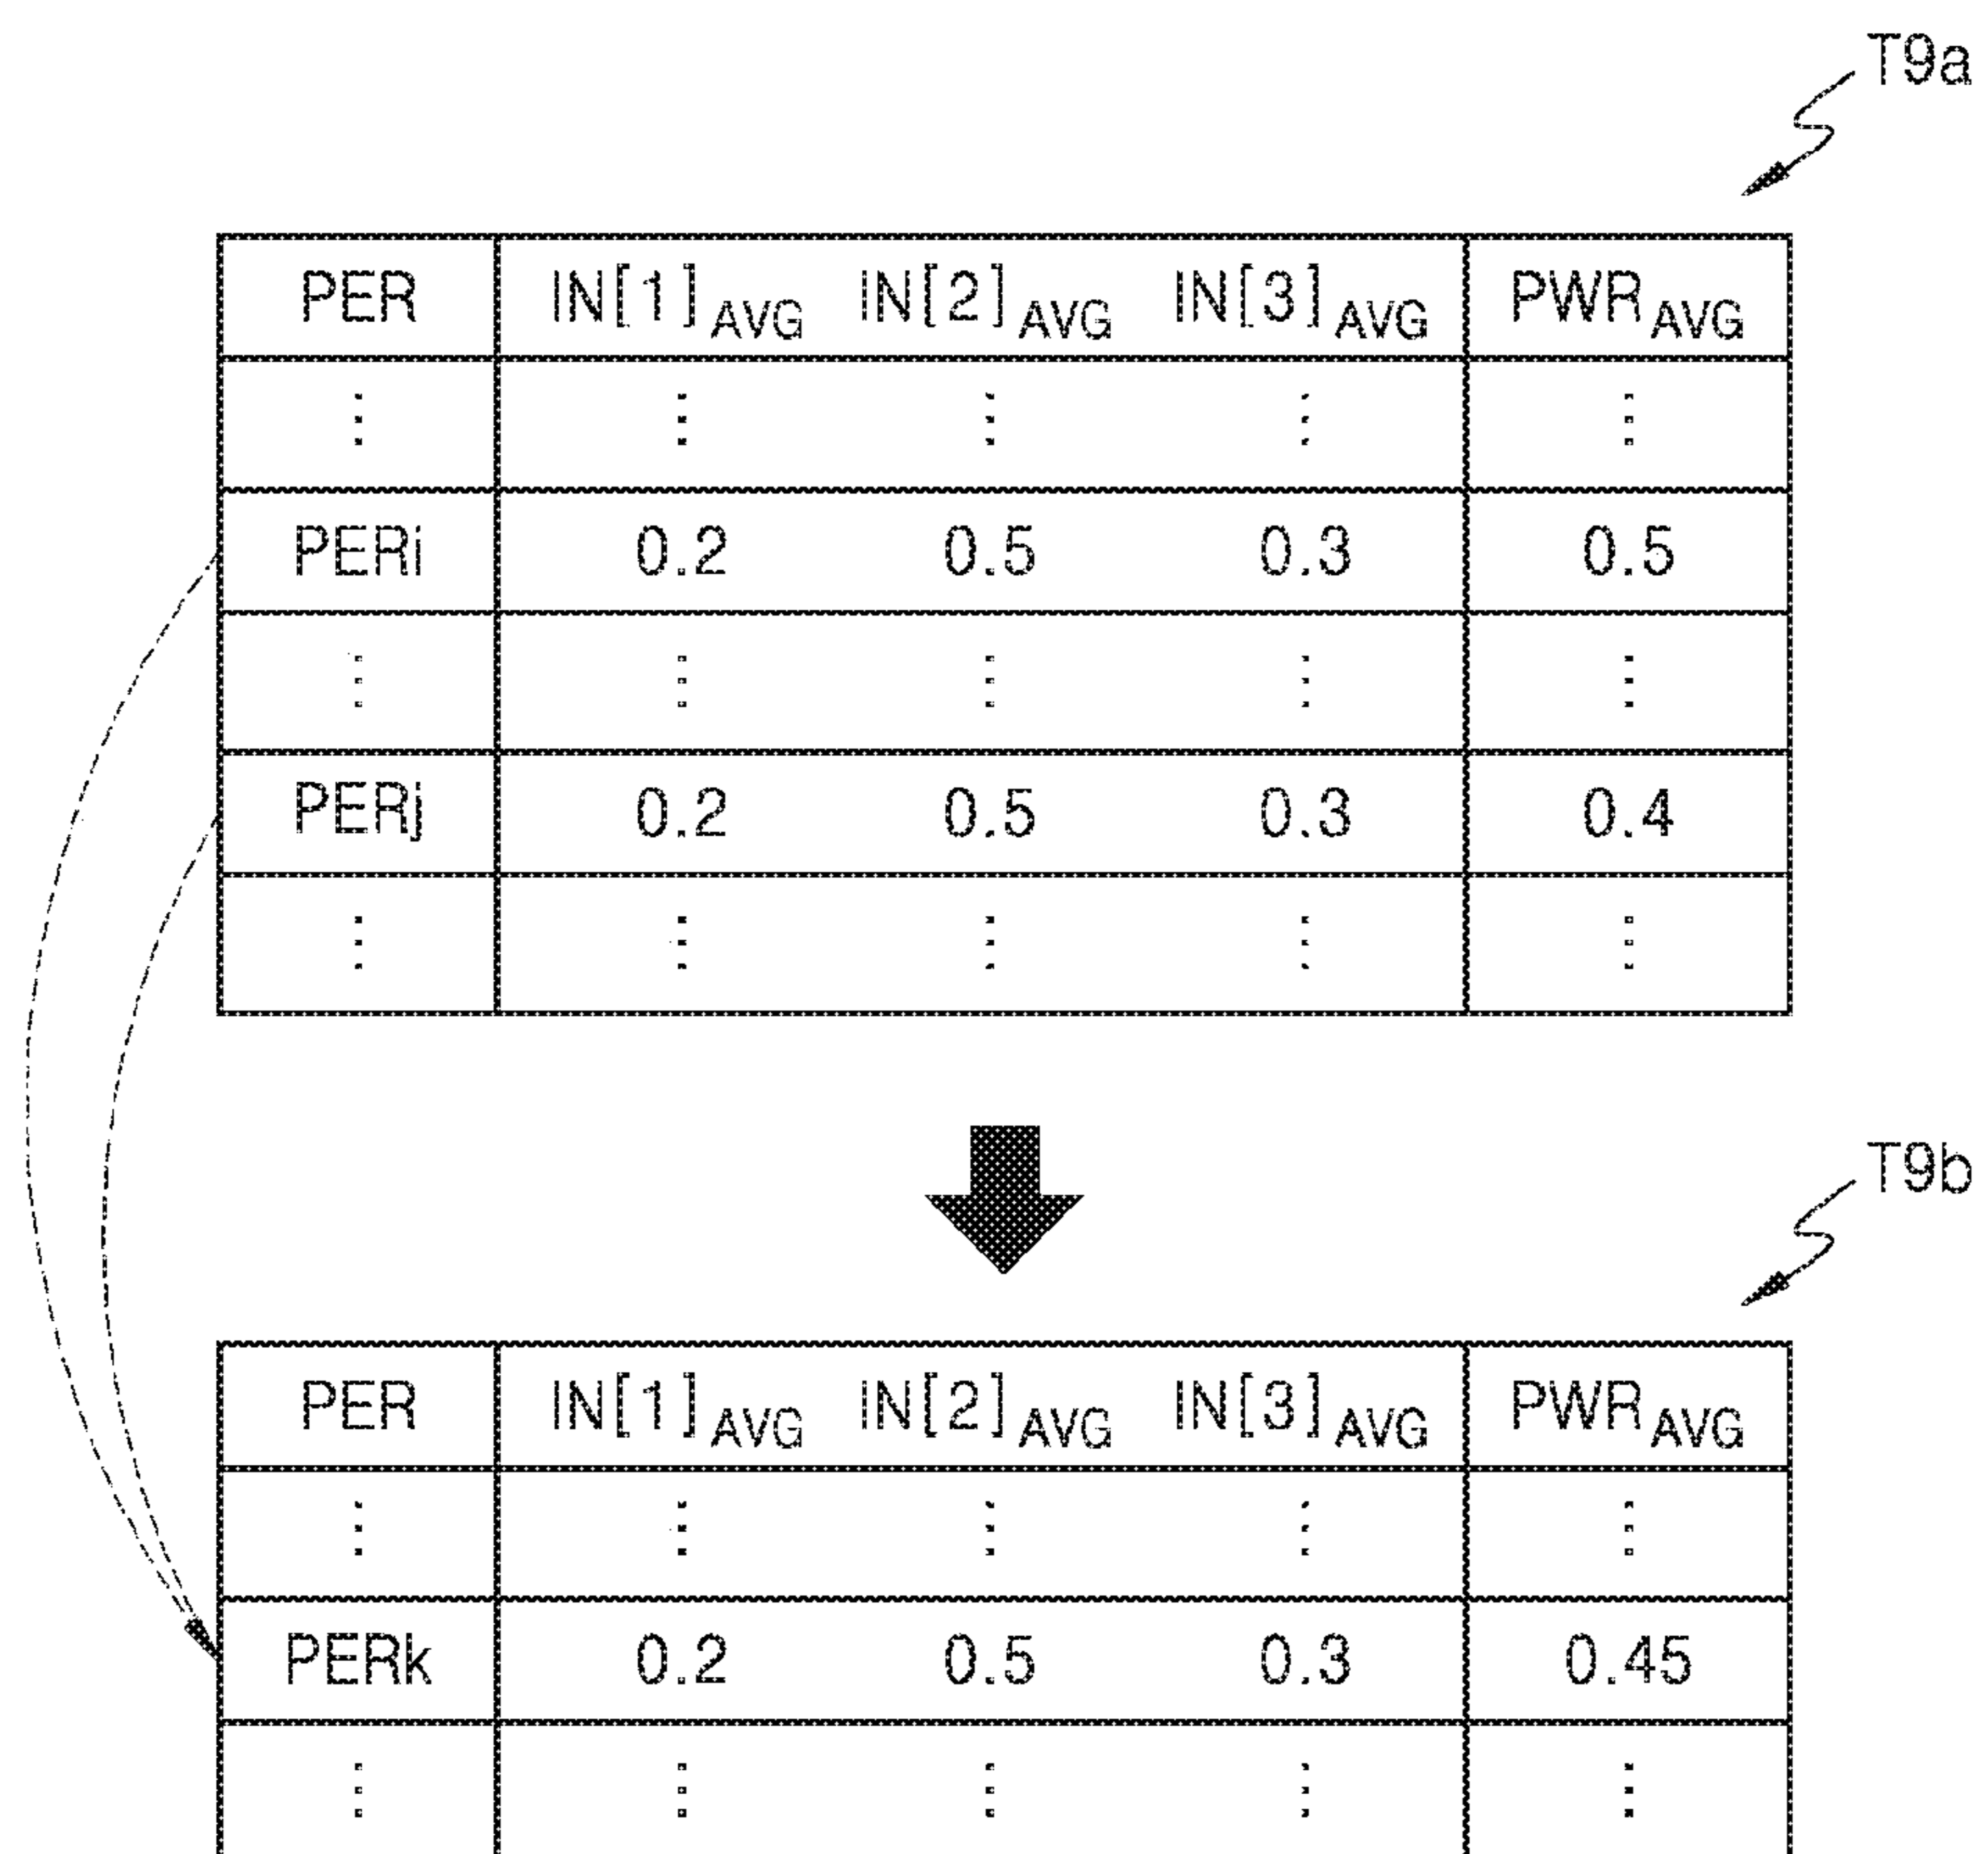 T9a
PER IN[1]AVG IN[2]AVG IN[3]AVG PWRAVG
⋮ ⋮ ⋮ ⋮ ⋮
PERi 0.2 0.5 0.3 0.5
⋮ ⋮ ⋮ ⋮ ⋮
PERj 0.2 0.5 0.3 0.4
⋮ ⋮ ⋮ ⋮ ⋮
T9b
PER IN[1]AVG IN[2]AVG IN[3]AVG PWRAVG
⋮ ⋮ ⋮ ⋮ ⋮
PERk 0.2 0.5 0.3 0.45
⋮ ⋮ ⋮ ⋮ ⋮